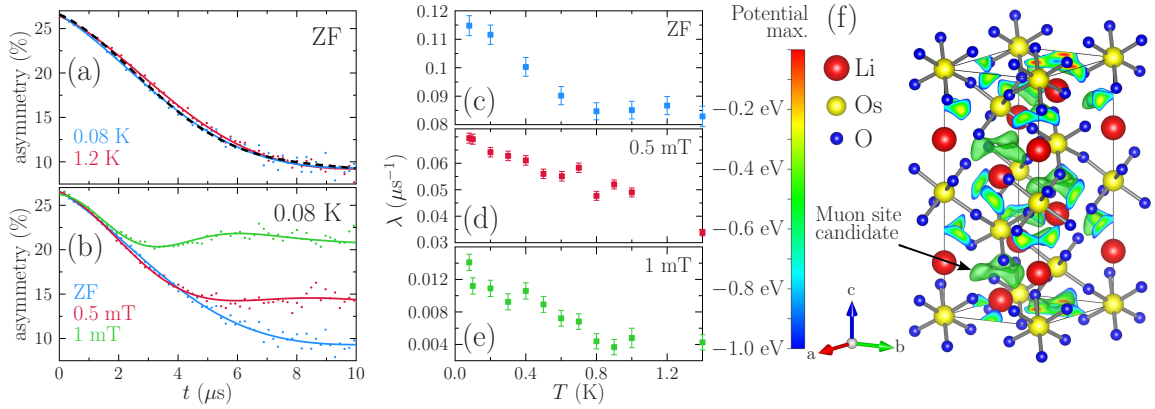 asymmetry (%)
25
20
15
10
(a)
ZF
0.08 K
1.2 K
asymmetry (%)
25
20
15
10
(b)
0.08 K
ZF
0.5 mT
1 mT
0
2
4
6
8
10
t (μs)
λ (μs⁻¹)
0.12
0.11
0.10
0.09
0.08
(c)
ZF
0.06
0.05
0.04
0.03
(d)
0.5 mT
0.012
0.008
0.004
(e)
1 mT
0.0
0.4
0.8
1.2
T (K)
Potential
max.
−0.2 eV
−0.4 eV
−0.6 eV
−0.8 eV
−1.0 eV
(f)
Li
Os
O
Muon site
candidate
c
a
b